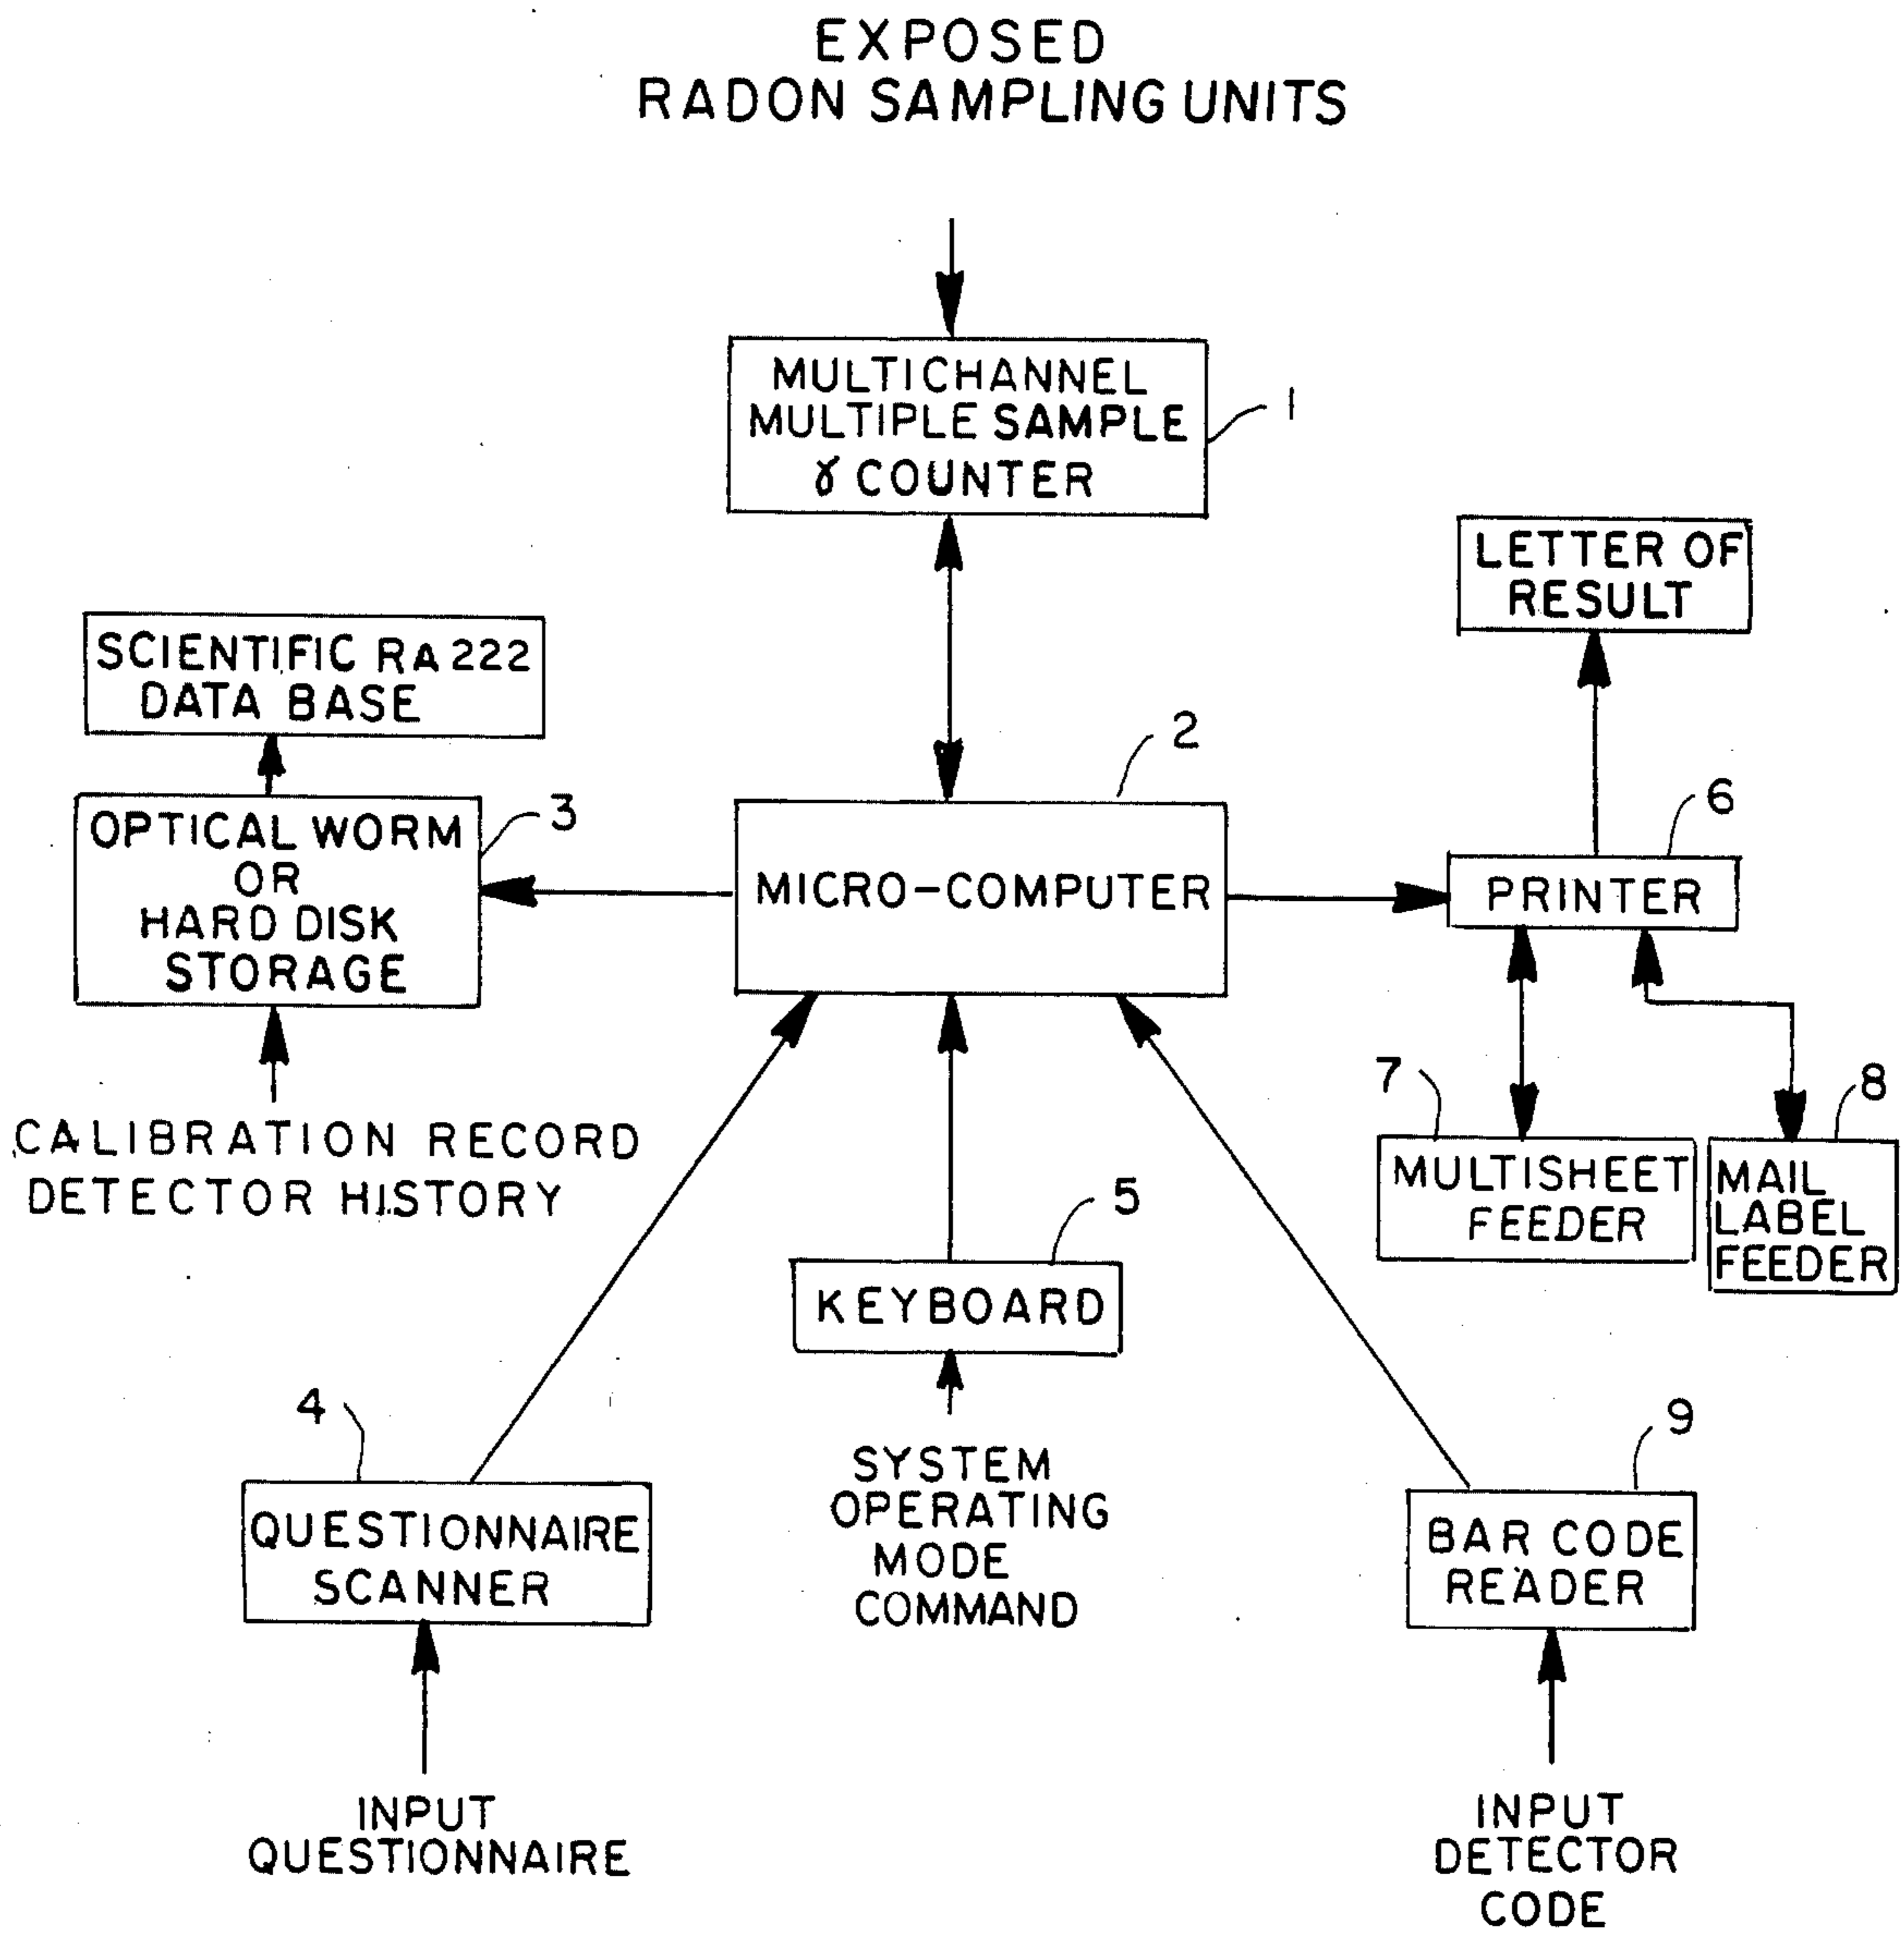 EXPOSED
RADON SAMPLING UNITS
MULTICHANNEL
MULTIPLE SAMPLE
γ COUNTER
1
LETTER OF
RESULT
SCIENTIFIC RA 222
DATA BASE
2
3
OPTICAL WORM
OR
HARD DISK
STORAGE
MICRO-COMPUTER
6
PRINTER
CALIBRATION RECORD
DETECTOR HISTORY
7
MULTISHEET
FEEDER
8
MAIL
LABEL
FEEDER
5
KEYBOARD
SYSTEM
OPERATING
MODE
COMMAND
4
QUESTIONNAIRE
SCANNER
9
BAR CODE
READER
INPUT
QUESTIONNAIRE
INPUT
DETECTOR
CODE